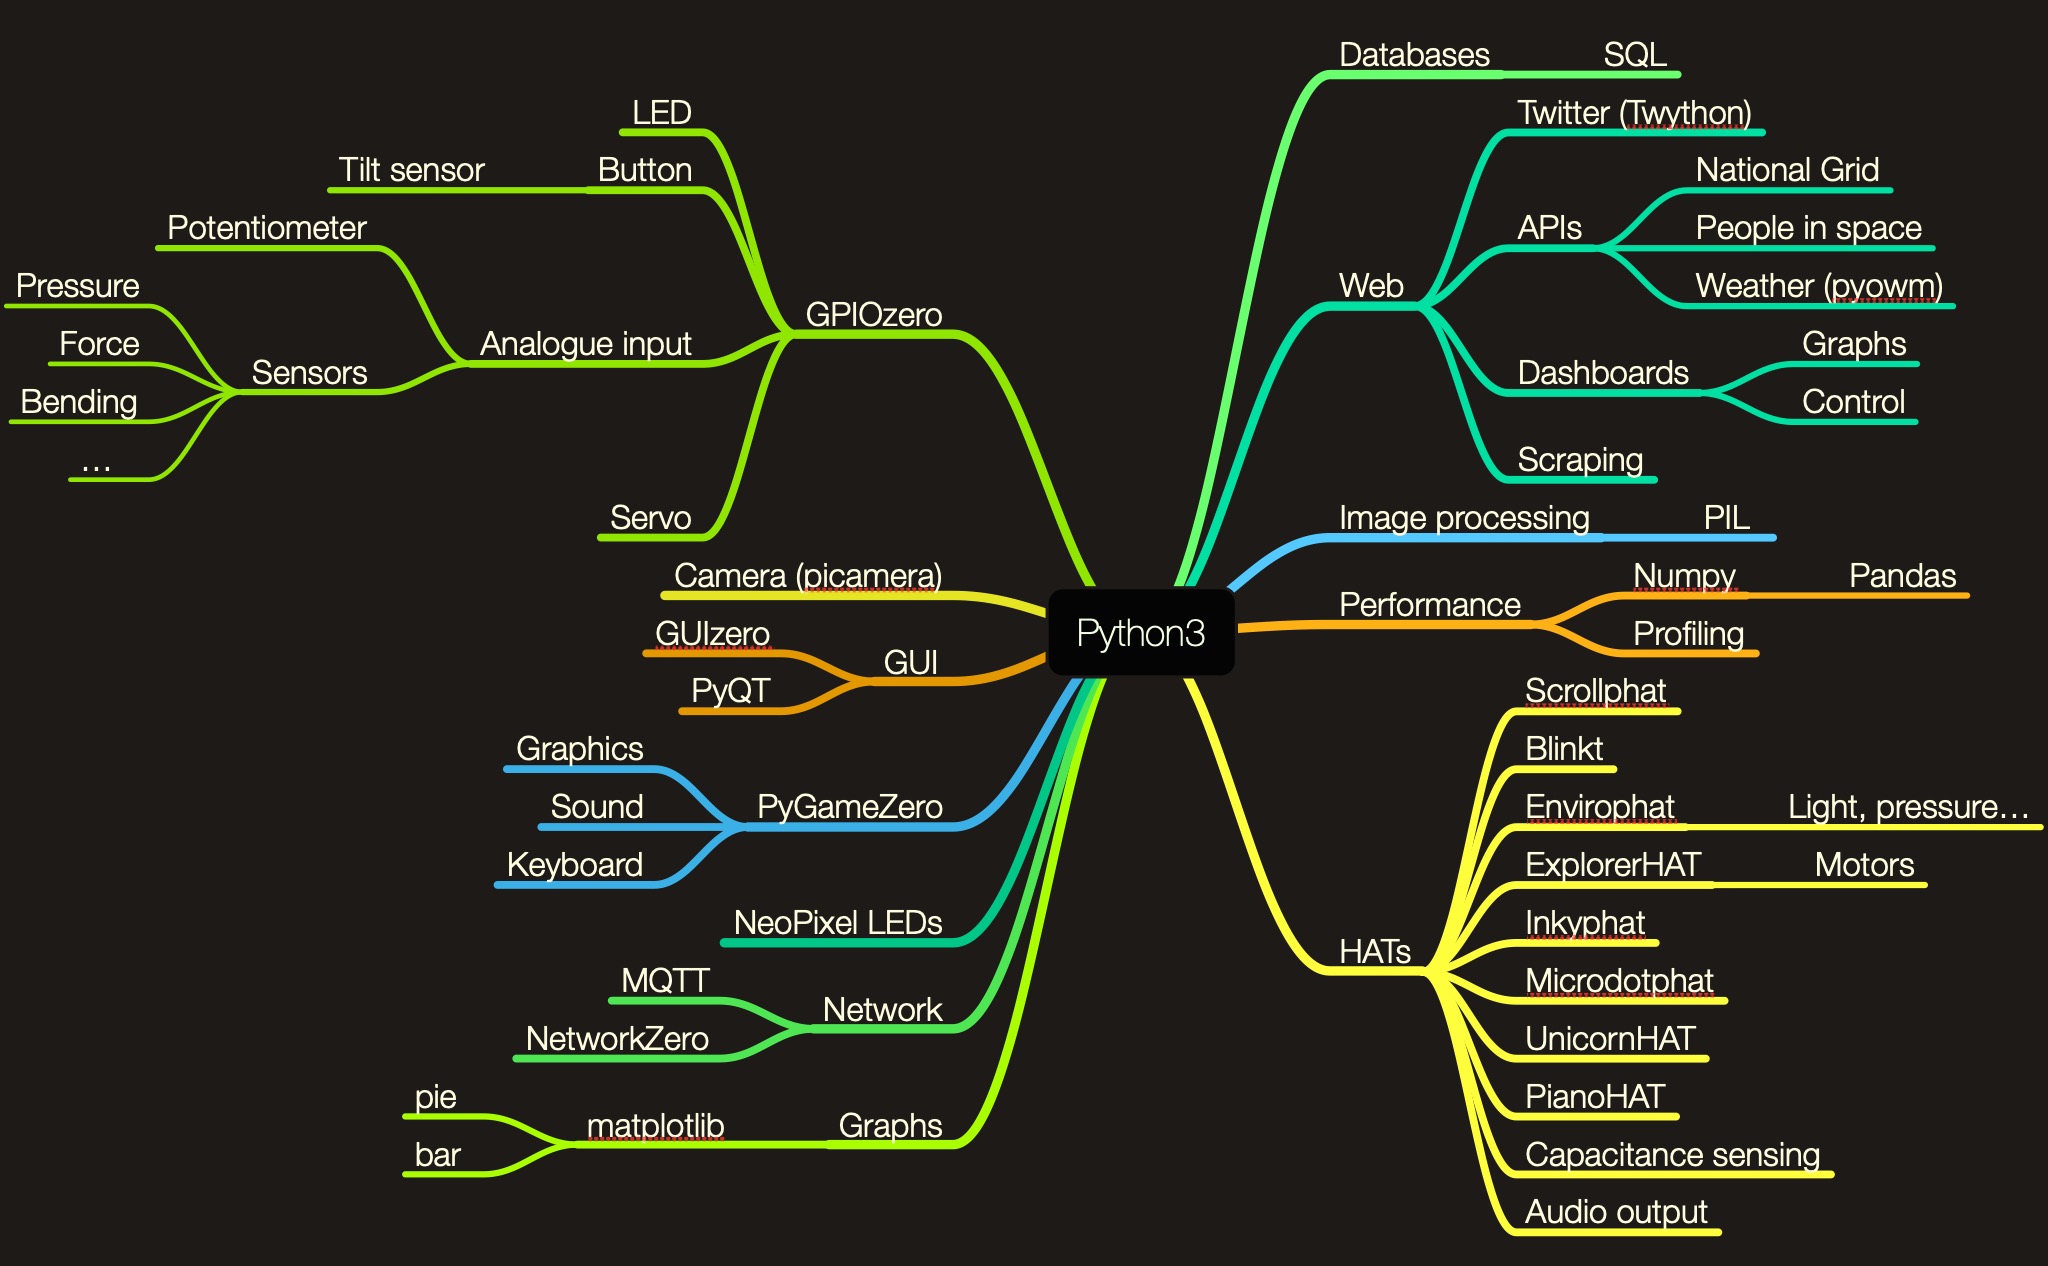 Python3
GPIOzero
LED
Button
Tilt sensor
Analogue input
Potentiometer
Sensors
Pressure
Force
Bending
...
Servo
Camera (picamera)
GUI
GUIzero
PyQT
PyGameZero
Graphics
Sound
Keyboard
NeoPixel LEDs
Network
MQTT
NetworkZero
Graphs
matplotlib
pie
bar
Databases
SQL
Web
Twitter (Twython)
APIs
National Grid
People in space
Weather (pyowm)
Dashboards
Graphs
Control
Scraping
Image processing
PIL
Performance
Numpy
Pandas
Profiling
HATs
Scrollphat
Blinkt
Envirophat
Light, pressure...
ExplorerHAT
Motors
Inkyphat
Microdotphat
UnicornHAT
PianoHAT
Capacitance sensing
Audio output